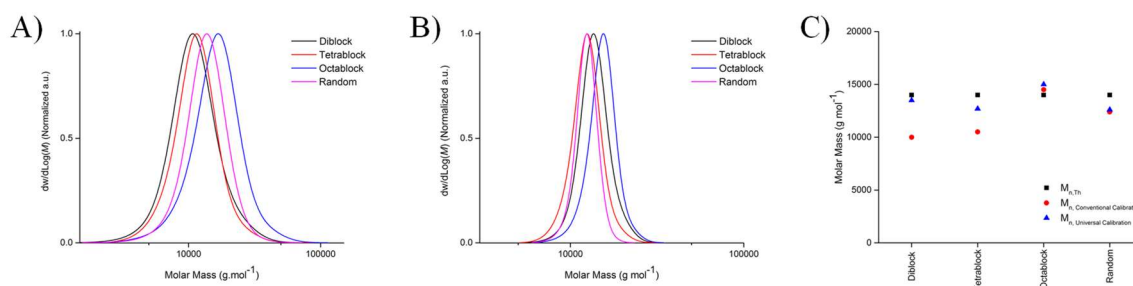 A)
dw/dLog(M) (Normalized a.u.)
1.0
0.5
0.0
Diblock
Tetrablock
Octablock
Random
10000
100000
Molar Mass (g.mol⁻¹)
B)
dw/dLog(M) (Normalized a.u.)
1.0
0.5
0.0
Diblock
Tetrablock
Octablock
Random
10000
100000
Molar Mass (g.mol⁻¹)
C)
Molar Mass (g mol⁻¹)
20000
15000
10000
5000
0
Mn,Th
Mn, Conventional Calibrat
Mn, Universal Calibration
Diblock
Tetrablock
Octablock
Random